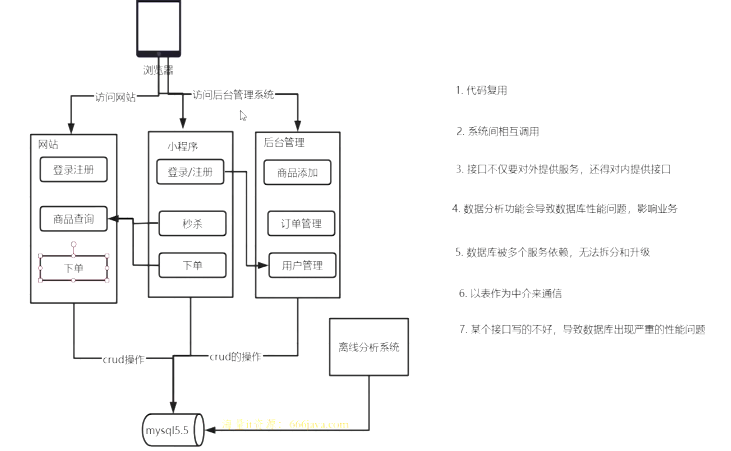 浏览器
访问网站
访问后台管理系统
网站
登录注册
商品查询
下单
小程序
登录/注册
秒杀
下单
后台管理
商品添加
订单管理
用户管理
离线分析系统
crud操作
crud的操作
mysql5.5
1. 代码复用
2. 系统间相互调用
3. 接口不仅要对外提供服务，还得对内提供接口
4. 数据分析功能会导致数据库性能问题，影响业务
5. 数据库被多个服务依赖，无法拆分和升级
6. 以表作为中介来通信
7. 某个接口写的不好，导致数据库出现严重的性能问题